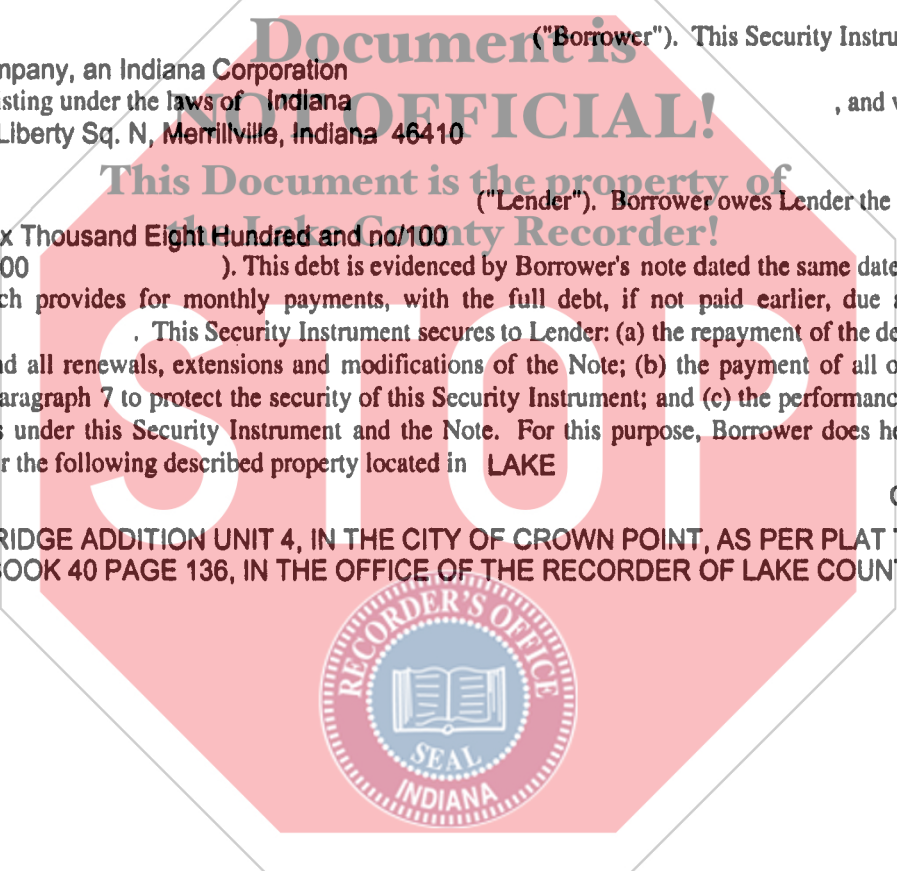 Document is
("Borrower"). This Security Instru
mpany, an Indiana Corporation
isting under the laws of Indiana , and v
NOT OFFICIAL!
Liberty Sq. N, Merrillville, Indiana 46410
This Document is the property of
("Lender"). Borrower owes Lender the
the Lake County Recorder!
x Thousand Eight Hundred and no/100
00 ). This debt is evidenced by Borrower's note dated the same date
ch provides for monthly payments, with the full debt, if not paid earlier, due a
. This Security Instrument secures to Lender: (a) the repayment of the de
nd all renewals, extensions and modifications of the Note; (b) the payment of all o
aragraph 7 to protect the security of this Security Instrument; and (c) the performanc
s under this Security Instrument and the Note. For this purpose, Borrower does he
r the following described property located in LAKE
STOP
RIDGE ADDITION UNIT 4, IN THE CITY OF CROWN POINT, AS PER PLAT T
BOOK 40 PAGE 136, IN THE OFFICE OF THE RECORDER OF LAKE COUNT
RECORDER'S OFFICE
SEAL
INDIANA